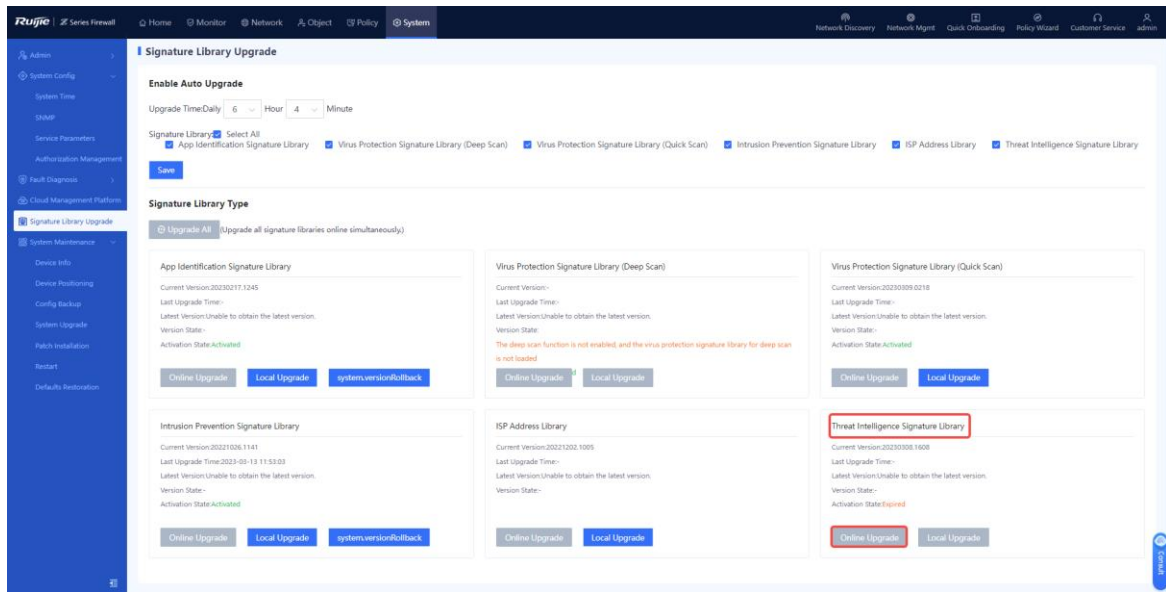 Ruijie | Z Series Firewall
Home Monitor Network Object Policy System
Network Discovery Network Mgmt Quick Onboarding Policy Wizard Customer Service admin
Admin
System Config
System Time
SNMP
Service Parameters
Authorization Management
Fault Diagnosis
Cloud Management Platform
Signature Library Upgrade
System Maintenance
Device Info
Device Positioning
Config Backup
System Upgrade
Patch Installation
Restart
Defaults Restoration
Signature Library Upgrade
Enable Auto Upgrade
Upgrade Time:Daily 6 Hour 4 Minute
Signature Library: Select All
App Identification Signature Library Virus Protection Signature Library (Deep Scan) Virus Protection Signature Library (Quick Scan) Intrusion Prevention Signature Library ISP Address Library Threat Intelligence Signature Library
Save
Signature Library Type
Upgrade All (Upgrade all signature libraries online simultaneously.)
App Identification Signature Library
Current Version:20230217.1245
Last Upgrade Time:-
Latest Version:Unable to obtain the latest version.
Version State:-
Activation State:Activated
Online Upgrade Local Upgrade system.versionRollback
Virus Protection Signature Library (Deep Scan)
Current Version:-
Last Upgrade Time:-
Latest Version:Unable to obtain the latest version.
Version State:
The deep scan function is not enabled, and the virus protection signature library for deep scan
is not loaded
Online Upgrade d Local Upgrade
Virus Protection Signature Library (Quick Scan)
Current Version:20230309.0218
Last Upgrade Time:-
Latest Version:Unable to obtain the latest version.
Version State:-
Activation State:Activated
Online Upgrade Local Upgrade
Intrusion Prevention Signature Library
Current Version:20221026.1141
Last Upgrade Time:2023-03-13 11:53:03
Latest Version:Unable to obtain the latest version.
Version State:-
Activation State:Activated
Online Upgrade Local Upgrade system.versionRollback
ISP Address Library
Current Version:20221202.1005
Last Upgrade Time:-
Latest Version:Unable to obtain the latest version.
Version State:-
Online Upgrade Local Upgrade
Threat Intelligence Signature Library
Current Version:20230308.1608
Last Upgrade Time:-
Latest Version:Unable to obtain the latest version.
Version State:-
Activation State:Expired
Online Upgrade Local Upgrade
Consult